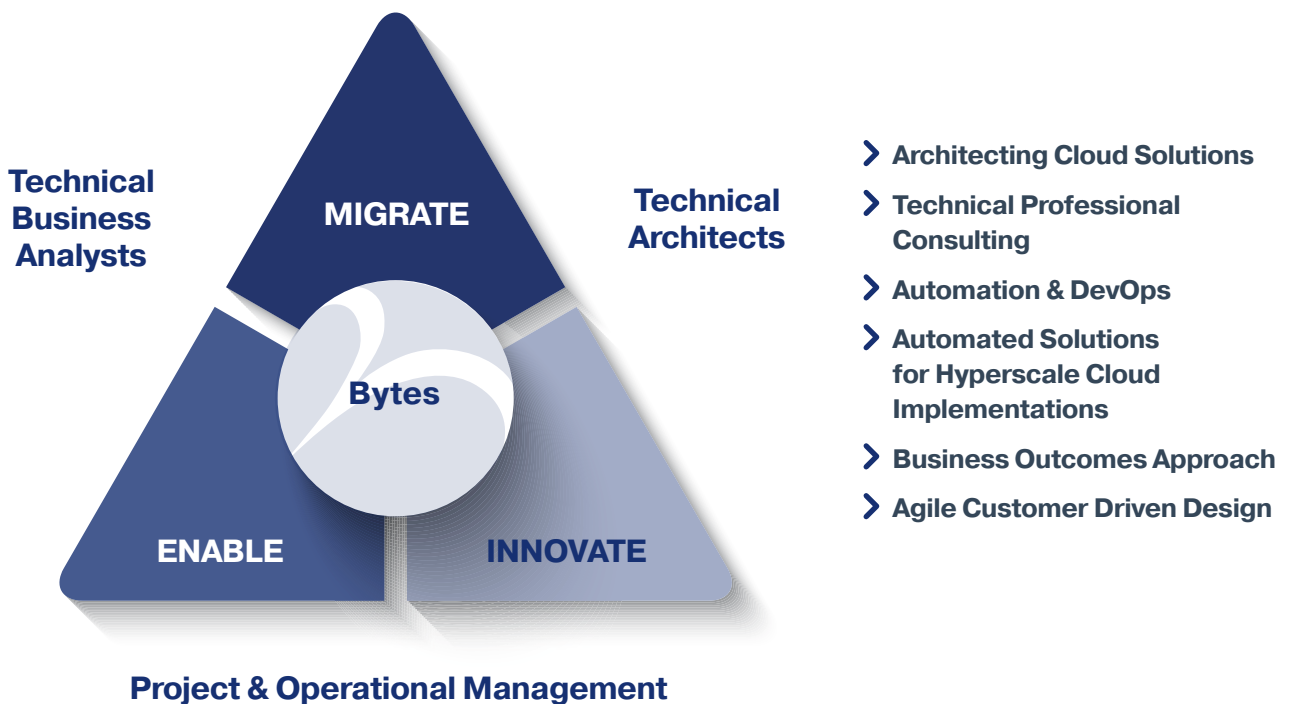 MIGRATE
Technical
Business
Analysts
Technical
Architects
Bytes
ENABLE
INNOVATE
Project & Operational Management
Architecting Cloud Solutions
Technical Professional
Consulting
Automation & DevOps
Automated Solutions
for Hyperscale Cloud
Implementations
Business Outcomes Approach
Agile Customer Driven Design